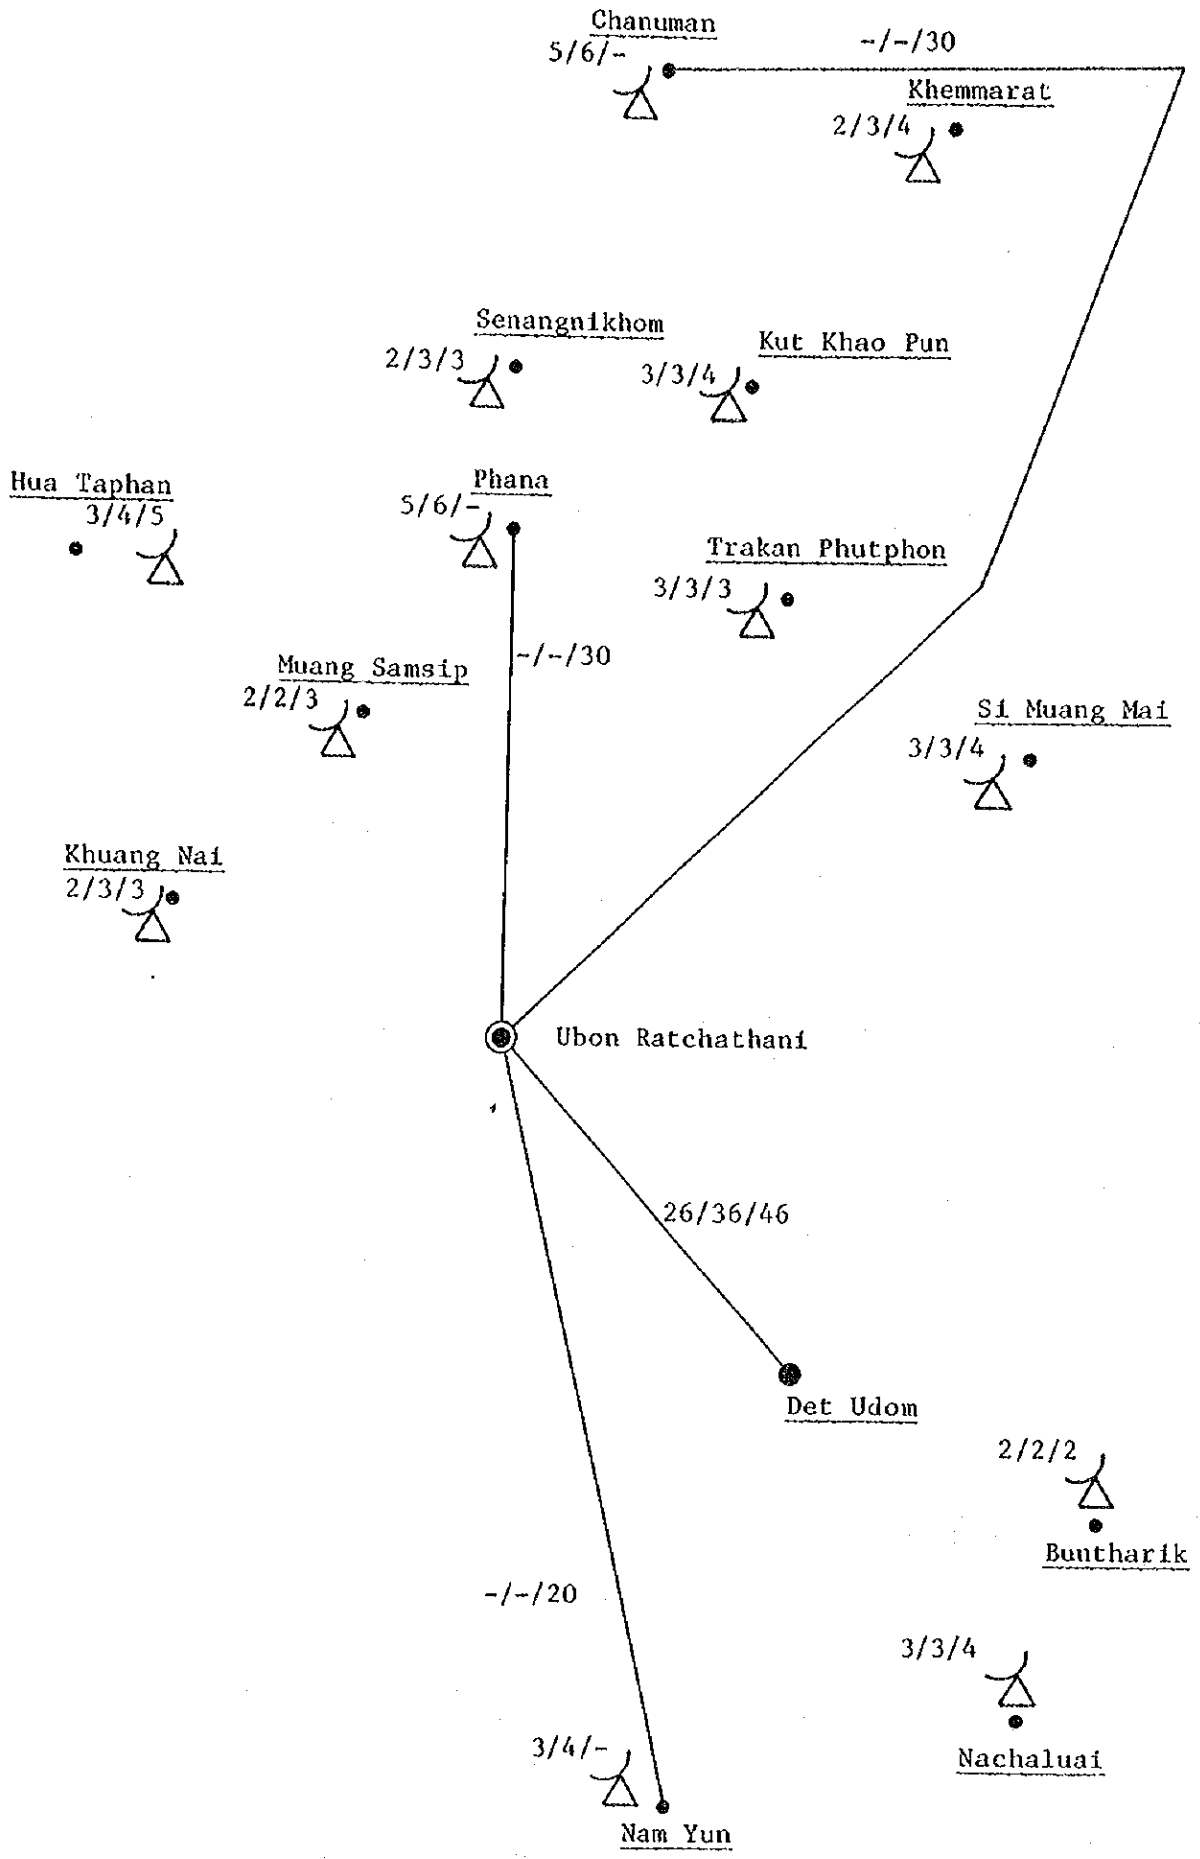 Chanuman
5/6/-
-/-/30
Khemmarat
2/3/4
Senangnikhom
2/3/3
Kut Khao Pun
3/3/4
Hua Taphan
3/4/5
Phana
5/6/-
Trakan Phutphon
3/3/3
-/-/30
Muang Samsip
2/2/3
Si Muang Mai
3/3/4
Khuang Nai
2/3/3
Ubon Ratchathani
26/36/46
Det Udom
2/2/2
Buntharik
-/-/20
3/3/4
Nachaluai
3/4/-
Nam Yun